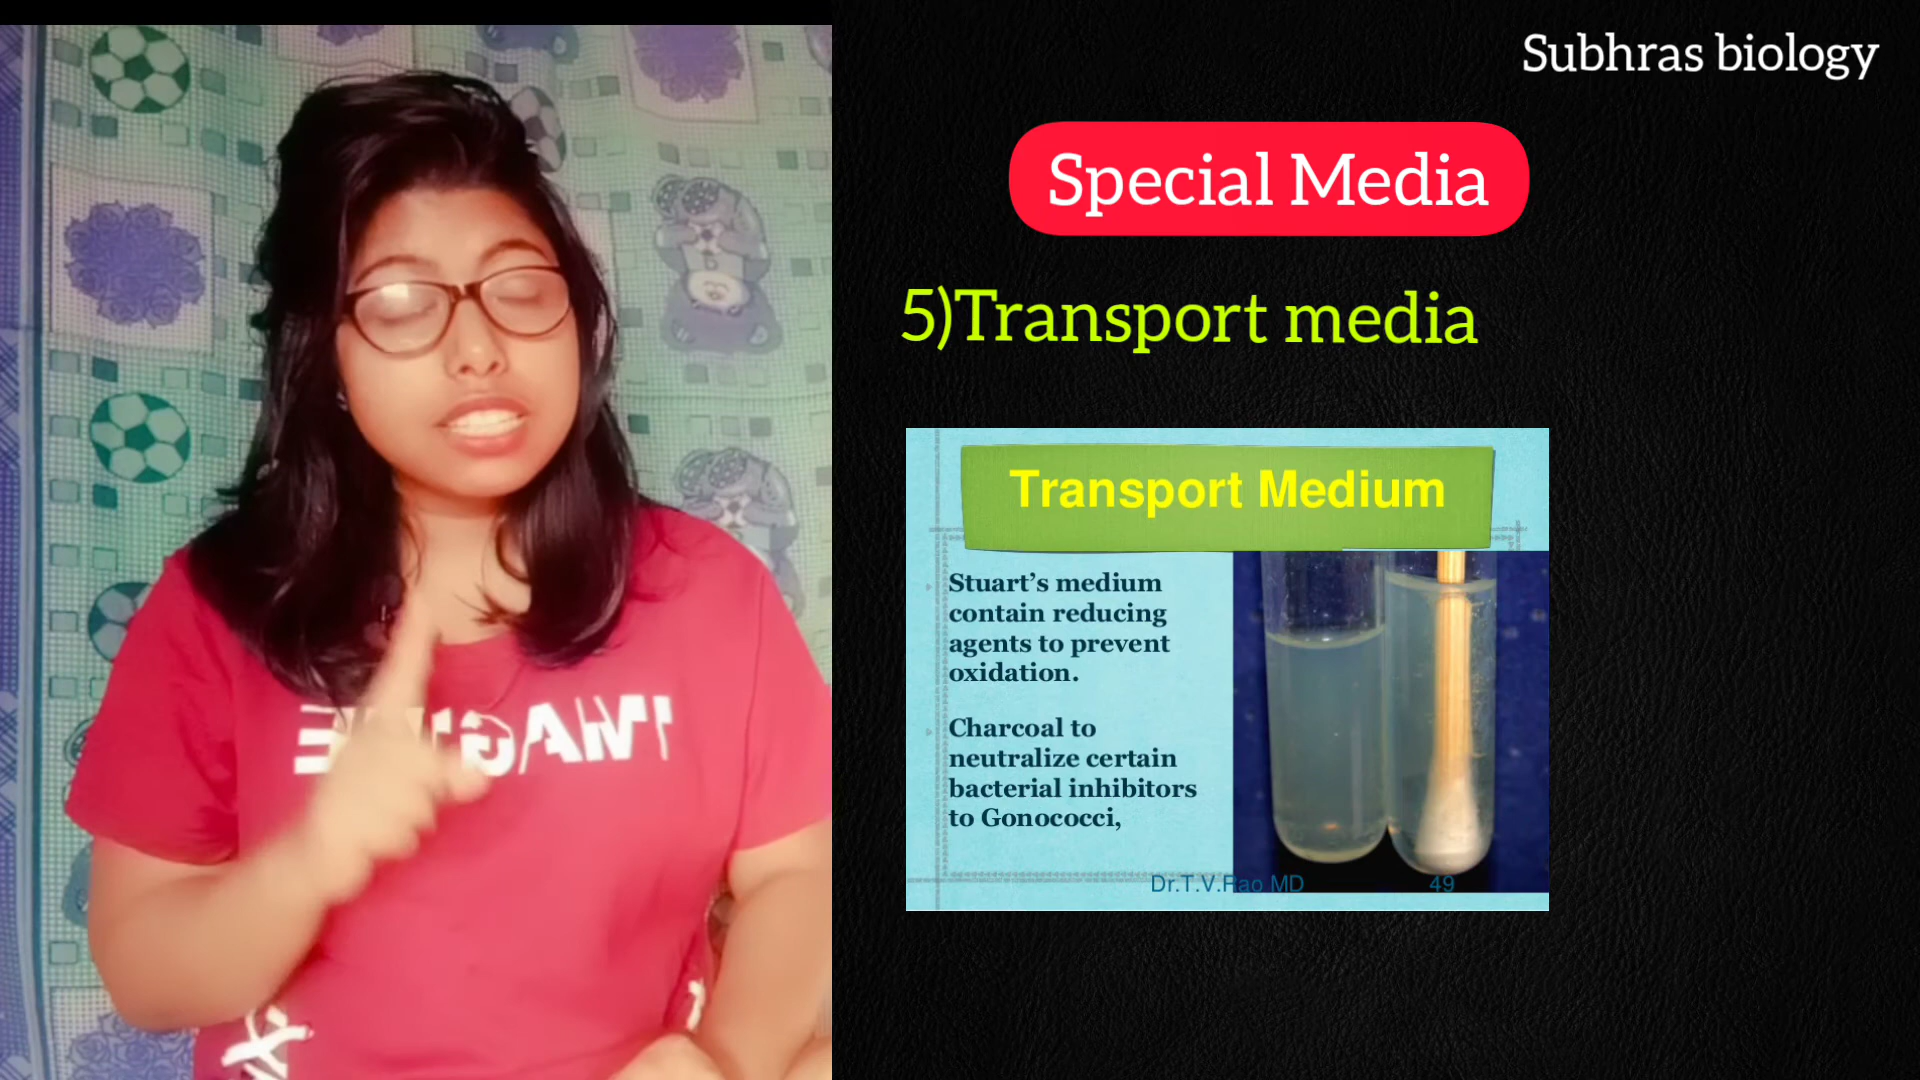 Subhras biology
Special Media
5)Transport media
Transport Medium
Stuart's medium
contain reducing
agents to prevent
oxidation.
Charcoal to
neutralize certain
bacterial inhibitors
to Gonococci,
Dr.T.V.Rao MD
49